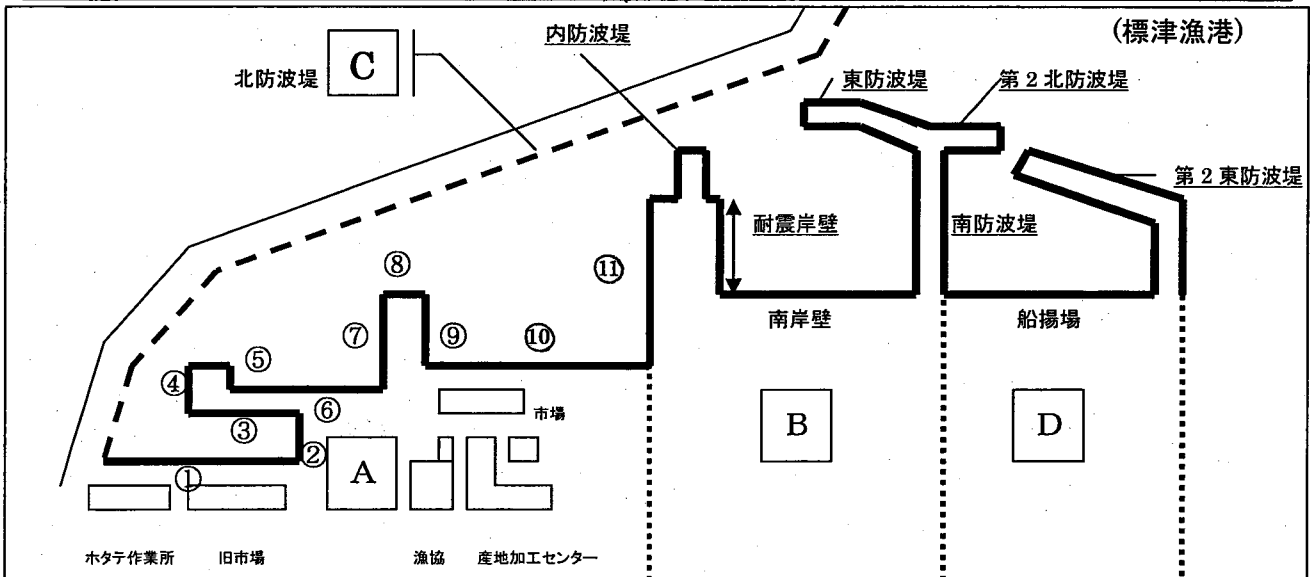 (標津漁港)
内防波堤
C
北防波堤
東防波堤
第2北防波堤
第2東防波堤
耐震岸壁
南防波堤
⑧
⑪
南岸壁
船揚場
⑦
⑨
⑩
⑤
④
⑥
市場
③
B
D
②
A
①
ホタテ作業所
旧市場
漁協
産地加工センター